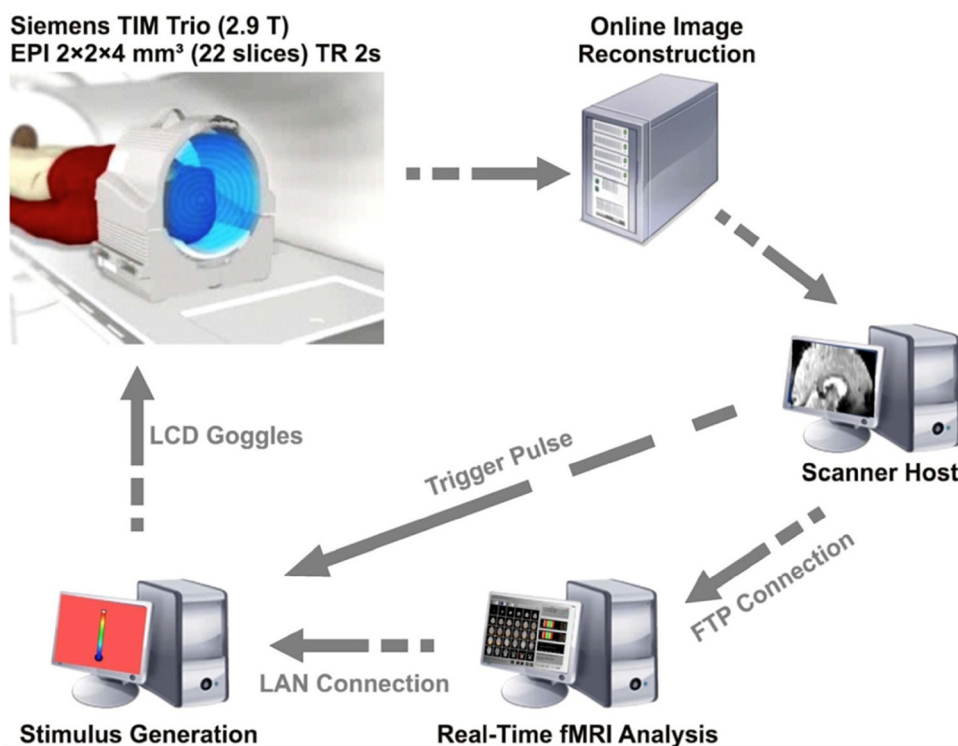 Siemens TIM Trio (2.9 T)
EPI 2×2×4 mm³ (22 slices) TR 2s
Online Image
Reconstruction
Scanner Host
Trigger Pulse
LCD Goggles
FTP Connection
LAN Connection
Stimulus Generation
Real-Time fMRI Analysis